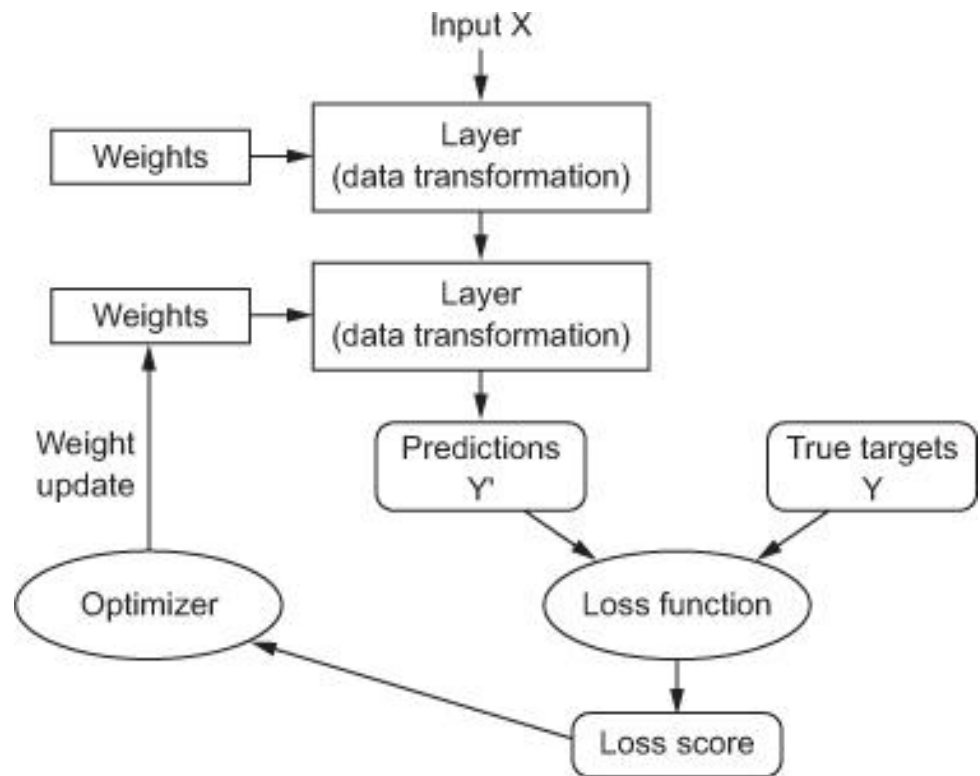 Input X
Layer
(data transformation)
Weights
Layer
(data transformation)
Weights
Weight
update
Predictions
Y'
True targets
Y
Optimizer
Loss function
Loss score